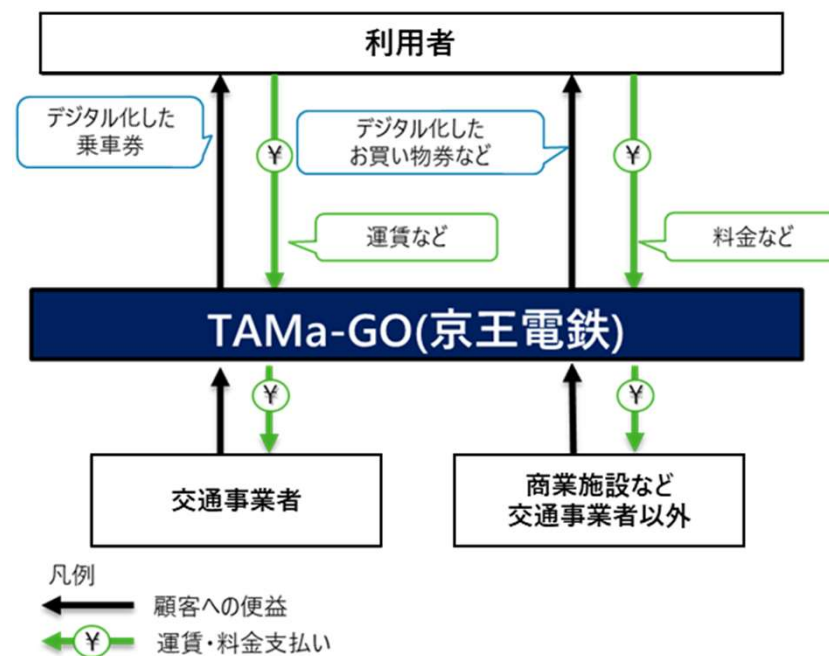 利用者
デジタル化した
乗車券
デジタル化した
お買い物券など
¥
¥
運賃など
料金など
TAMa-GO(京王電鉄)
¥
¥
交通事業者
商業施設など
交通事業者以外
凡例
顧客への便益
¥
運賃・料金支払い